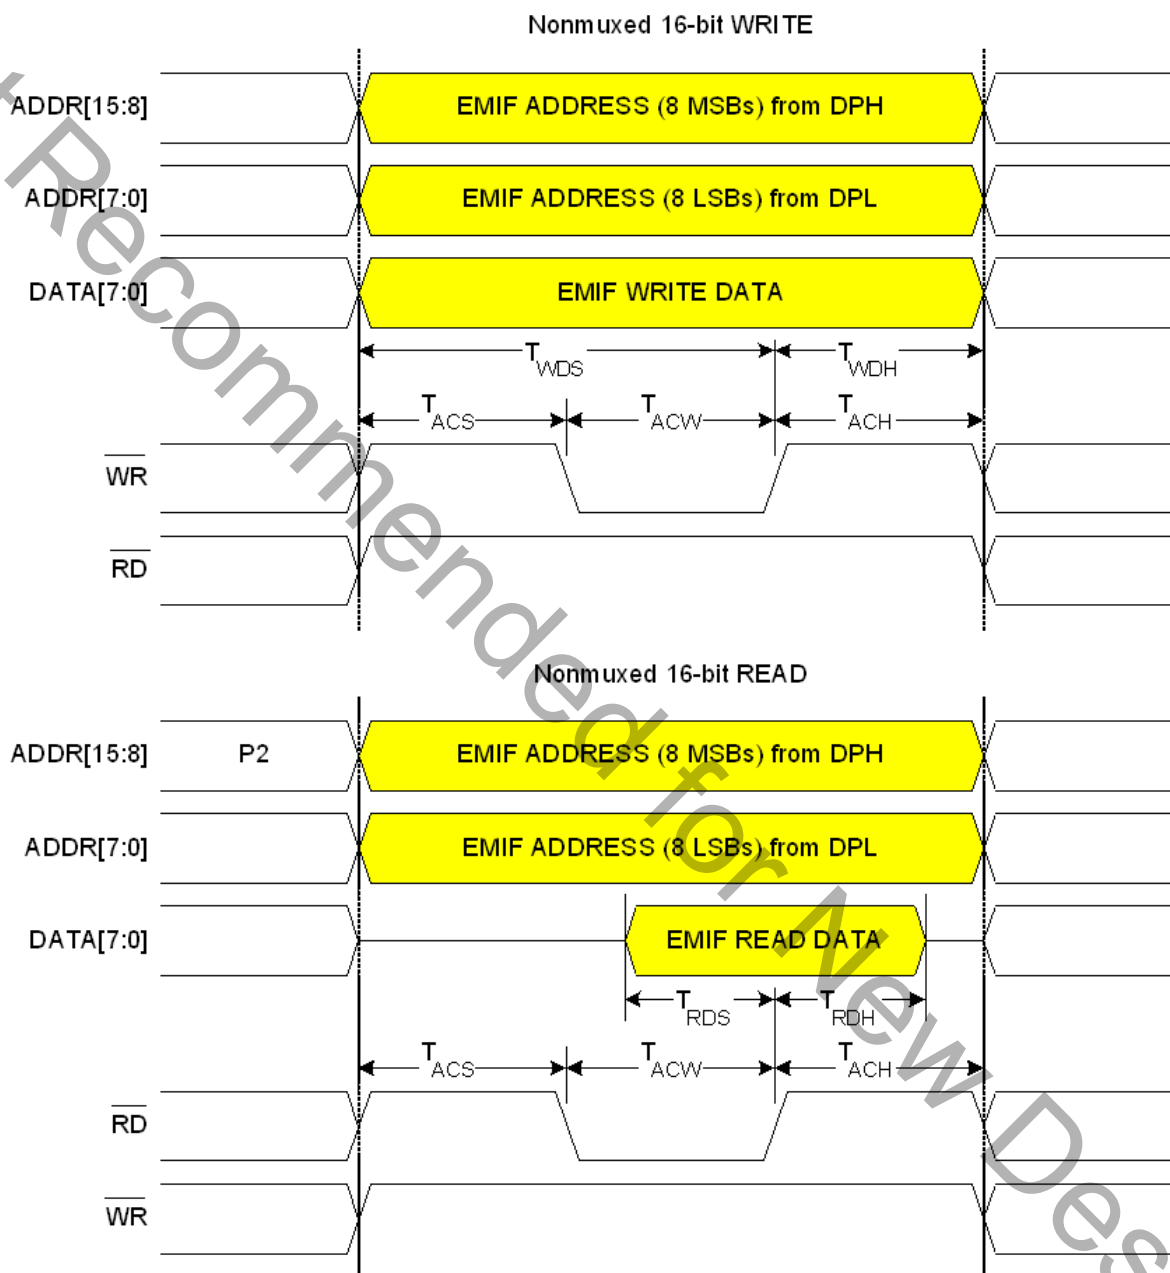 Nonmuxed 16-bit WRITE
ADDR[15:8] EMIF ADDRESS (8 MSBs) from DPH
ADDR[7:0] EMIF ADDRESS (8 LSBs) from DPL
DATA[7:0] EMIF WRITE DATA
TWDS TWDH
TACS TACW TACH
WR
RD
Nonmuxed 16-bit READ
ADDR[15:8] P2 EMIF ADDRESS (8 MSBs) from DPH
ADDR[7:0] EMIF ADDRESS (8 LSBs) from DPL
DATA[7:0] EMIF READ DATA
TRDS TRDH
TACS TACW TACH
RD
WR
t Recommended for New Des